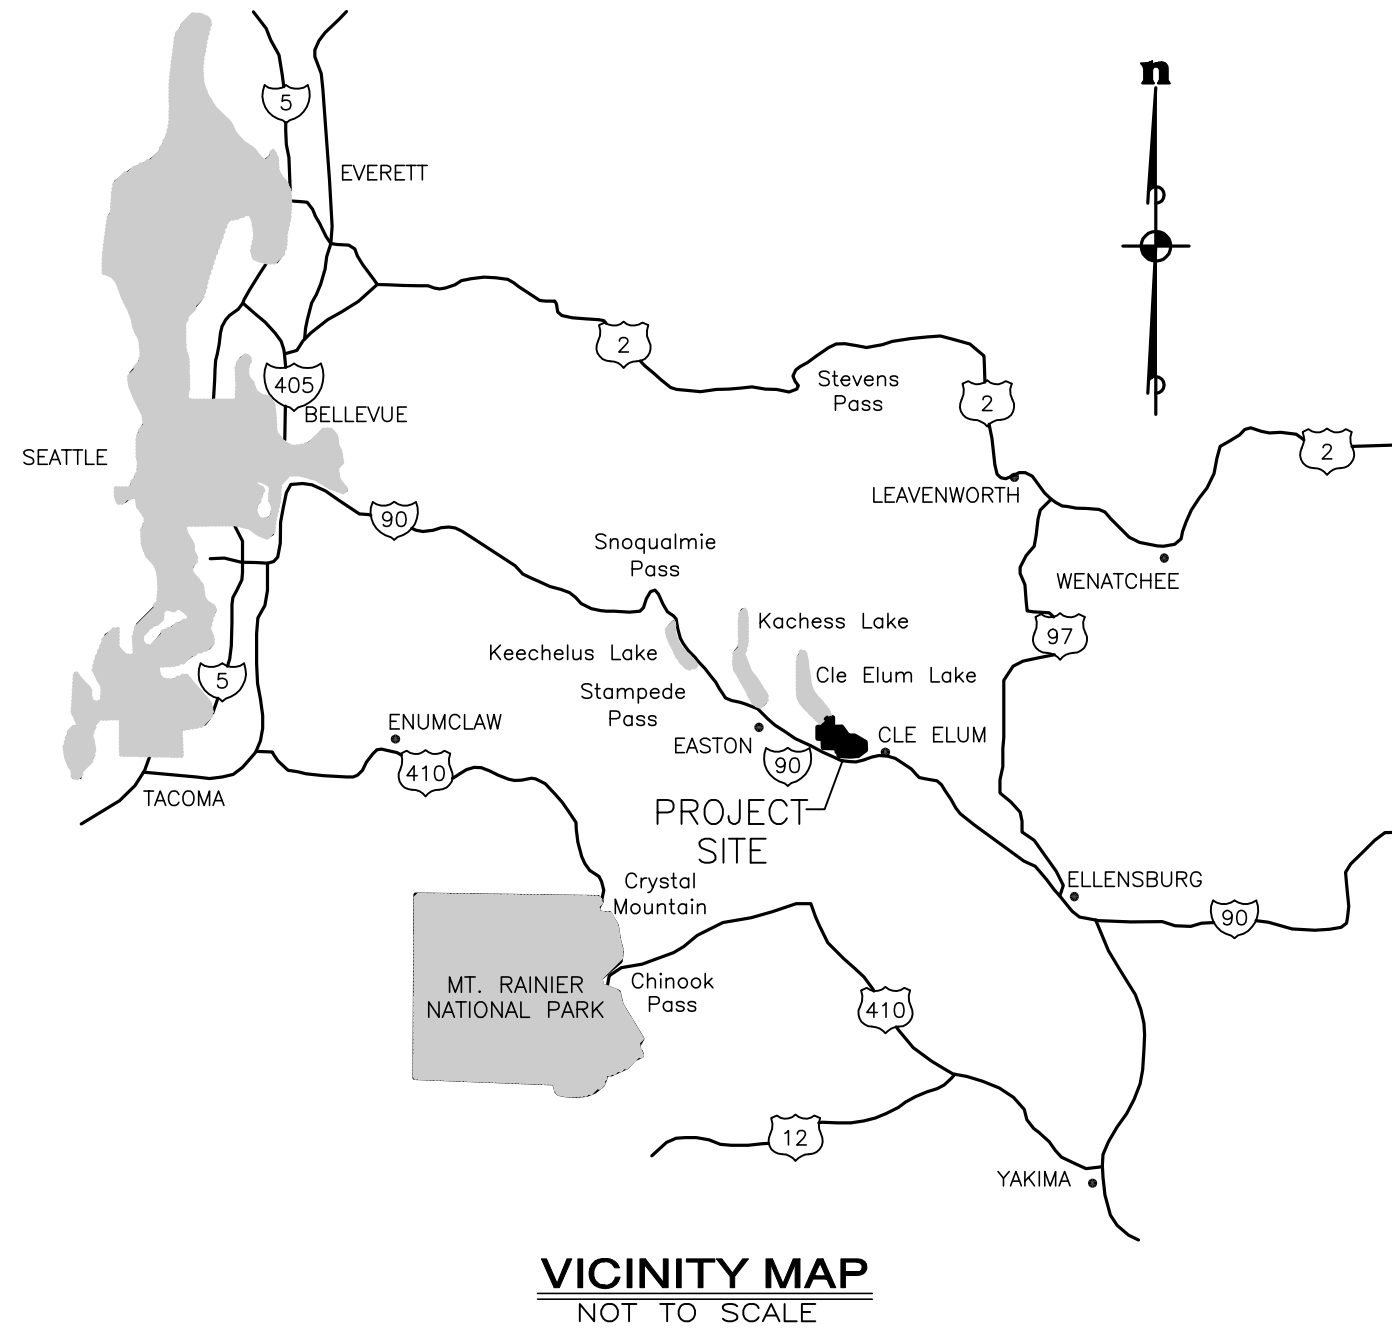 n
5
EVERETT
2
405
Stevens
Pass
2
BELLEVUE
2
SEATTLE
LEAVENWORTH
90
Snoqualmie
Pass
WENATCHEE
Kachess Lake
97
Keechelus Lake
Cle Elum Lake
5
Stampede
Pass
ENUMCLAW
EASTON
CLE ELUM
90
410
TACOMA
PROJECT
SITE
Crystal
Mountain
ELLENSBURG
90
MT. RAINIER
NATIONAL PARK
Chinook
Pass
410
12
YAKIMA
VICINITY MAP
NOT TO SCALE